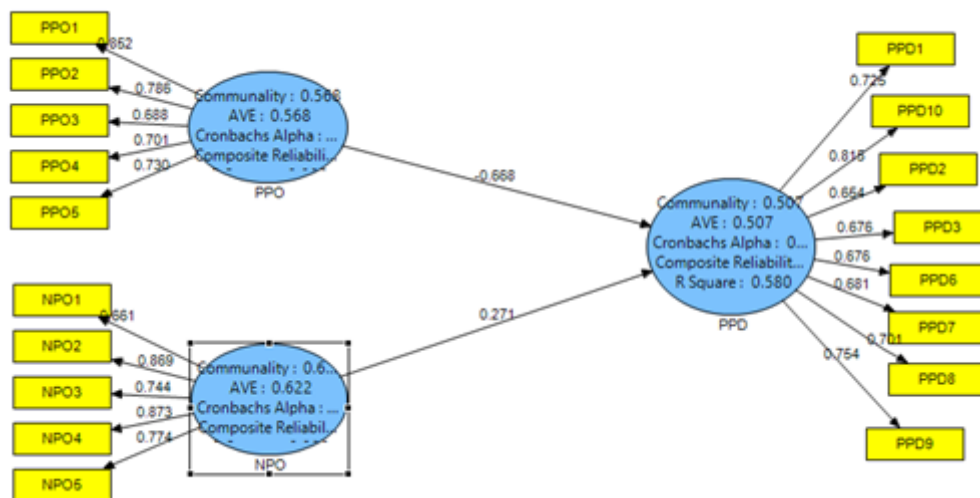 PPO1
0.852
PPO2
0.786
PPO3
0.688
PPO4
0.701
PPO5
0.730
Communality : 0.568
AVE : 0.568
Cronbachs Alpha : ...
Composite Reliabili...
PPO
-0.668
NPO1
0.661
NPO2
0.869
NPO3
0.744
NPO4
0.873
NPO5
0.774
Communality : 0.6...
AVE : 0.622
Cronbachs Alpha : ...
Composite Reliabil...
NPO
0.271
Communality : 0.507
AVE : 0.507
Cronbachs Alpha : 0...
Composite Reliabilit...
R Square : 0.580
PPD
PPD1
0.725
PPD10
0.815
PPD2
0.654
PPD3
0.676
PPD6
0.676
PPD7
0.681
PPD8
0.701
PPD9
0.754